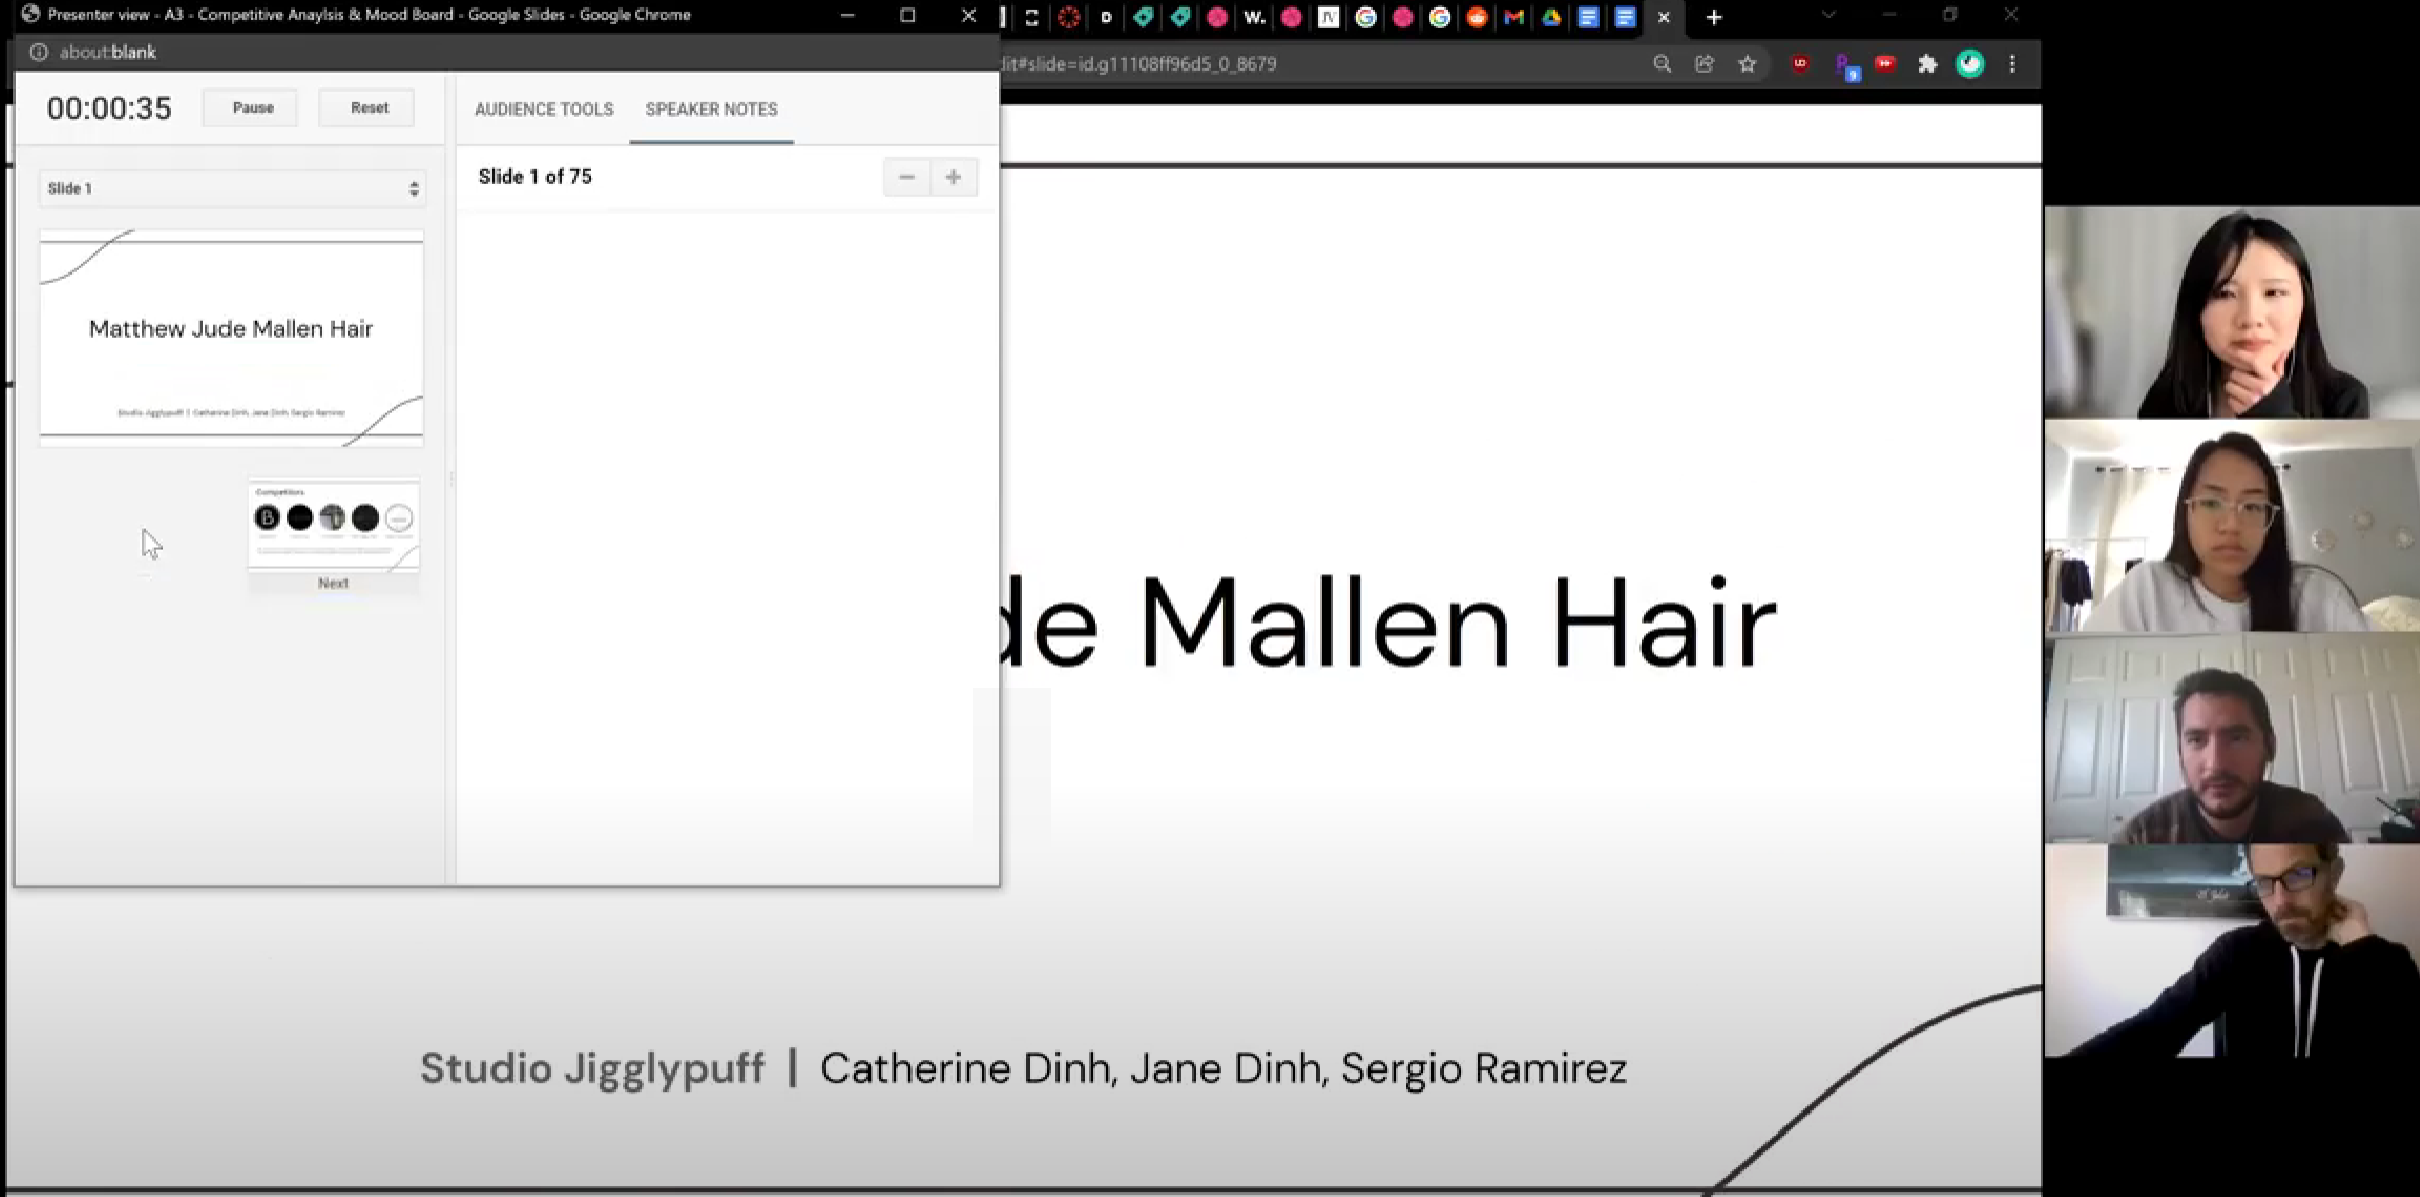 Presenter view - A3 - Competitive Anaylsis & Mood Board - Google Slides - Google Chrome
about:blank
dit#slide=id.g11108ff96d5_0_8679
00:00:35
Pause
Reset
AUDIENCE TOOLS
SPEAKER NOTES
Slide 1
Slide 1 of 75
Matthew Jude Mallen Hair
Studio Jigglypuff | Catherine Dinh, Jane Dinh, Sergio Ramirez
Competitors
Next
de Mallen Hair
Studio Jigglypuff | Catherine Dinh, Jane Dinh, Sergio Ramirez